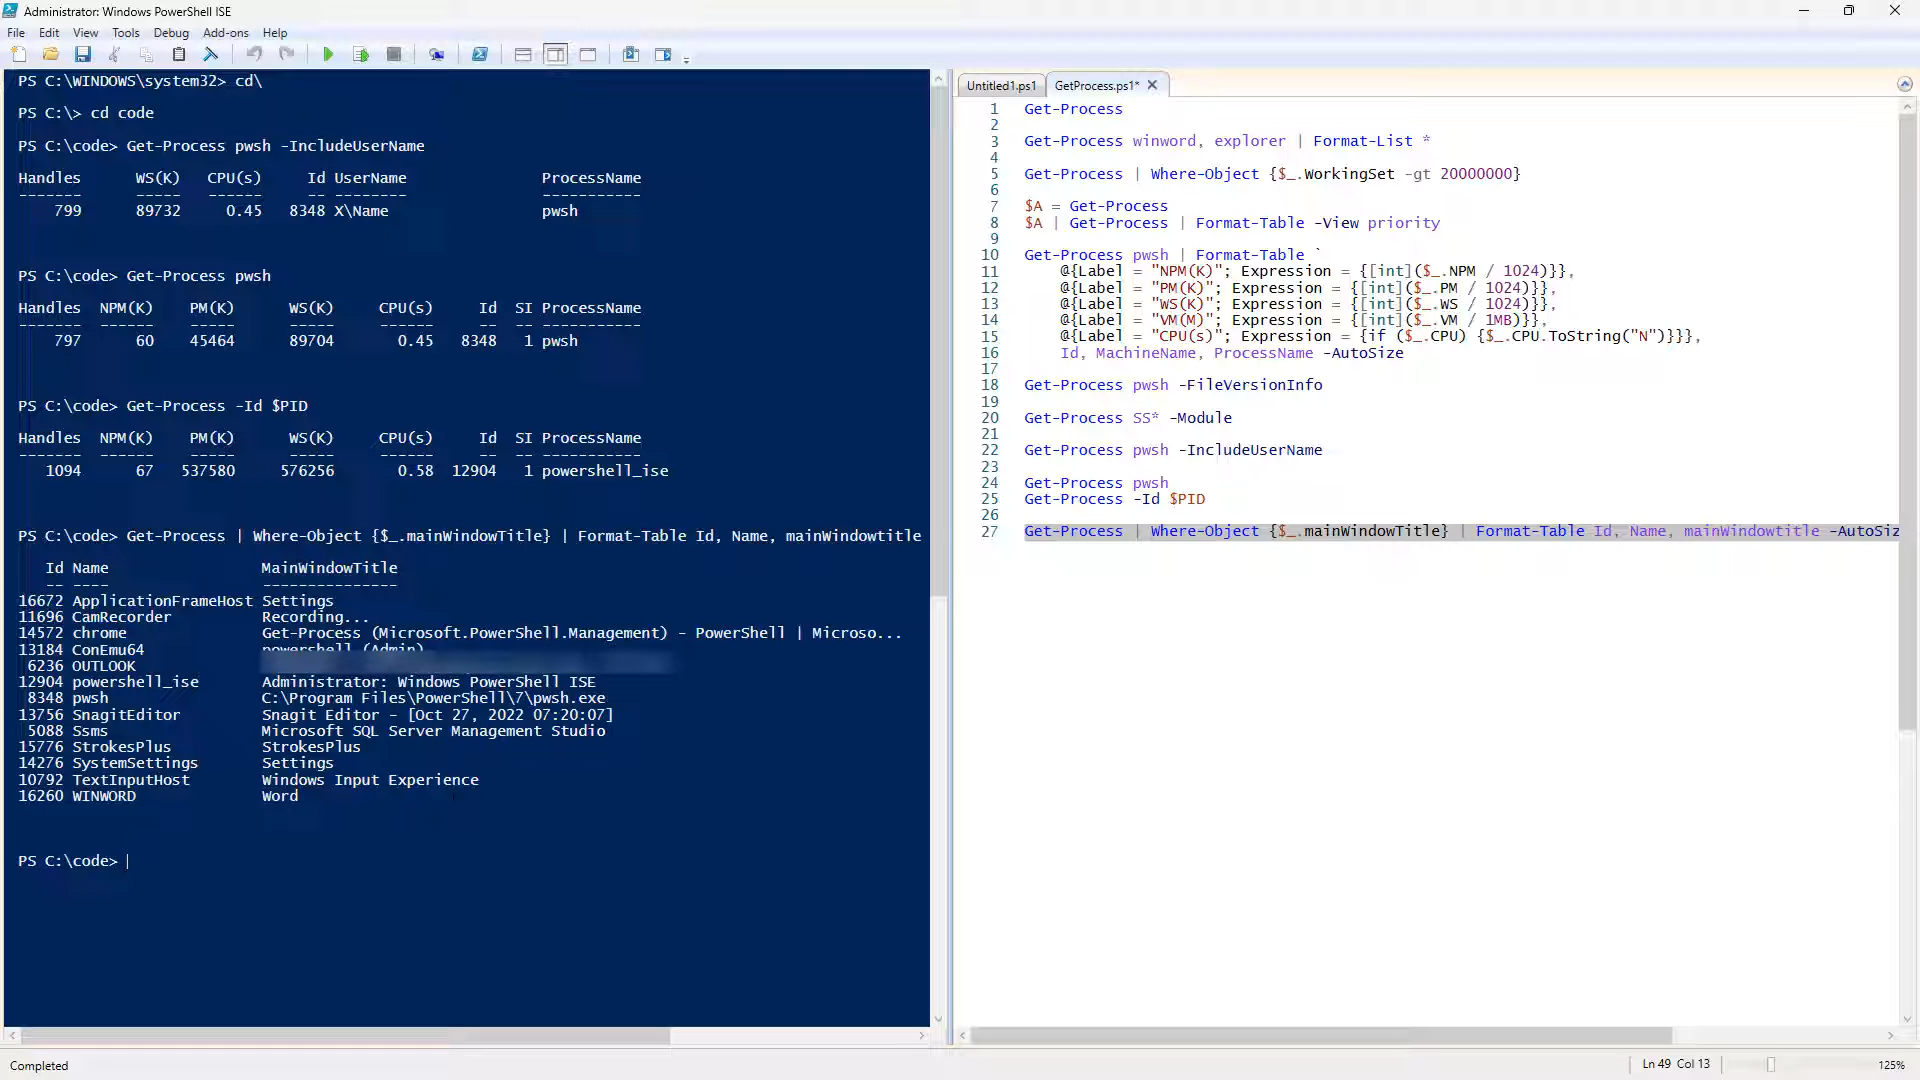 Administrator: Windows PowerShell ISE
File Edit View Tools Debug Add-ons Help
PS C:\WINDOWS\system32> cd\
PS C:\> cd code
PS C:\code> Get-Process pwsh -IncludeUserName
Handles WS(K) CPU(s) Id UserName ProcessName
------- ----- ------ -- -------- -----------
799 89732 0.45 8348 X\Name pwsh
PS C:\code> Get-Process pwsh
Handles NPM(K) PM(K) WS(K) CPU(s) Id SI ProcessName
------- ------ ----- ----- ------ -- -- -----------
797 60 45464 89704 0.45 8348 1 pwsh
PS C:\code> Get-Process -Id $PID
Handles NPM(K) PM(K) WS(K) CPU(s) Id SI ProcessName
------- ------ ----- ----- ------ -- -- -----------
1094 67 537580 576256 0.58 12904 1 powershell_ise
PS C:\code> Get-Process | Where-Object {$_.mainWindowTitle} | Format-Table Id, Name, mainWindowtitle
Id Name MainWindowTitle
-- ---- ---------------
16672 ApplicationFrameHost Settings
11696 CamRecorder Recording...
14572 chrome Get-Process (Microsoft.PowerShell.Management) - PowerShell | Microso...
13184 ConEmu64 powershell (Admin)
6236 OUTLOOK
12904 powershell_ise Administrator: Windows PowerShell ISE
8348 pwsh C:\Program Files\PowerShell\7\pwsh.exe
13756 SnagitEditor Snagit Editor - [Oct 27, 2022 07:20:07]
5088 Ssms Microsoft SQL Server Management Studio
15776 StrokesPlus StrokesPlus
14276 SystemSettings Settings
10792 TextInputHost Windows Input Experience
16260 WINWORD Word
PS C:\code>
Untitled1.ps1 GetProcess.ps1*
1 Get-Process
2
3 Get-Process winword, explorer | Format-List *
4
5 Get-Process | Where-Object {$_.WorkingSet -gt 20000000}
6
7 $A = Get-Process
8 $A | Get-Process | Format-Table -View priority
9
10 Get-Process pwsh | Format-Table `
11 @{Label = "NPM(K)"; Expression = {[int]($_.NPM / 1024)}},
12 @{Label = "PM(K)"; Expression = {[int]($_.PM / 1024)}},
13 @{Label = "WS(K)"; Expression = {[int]($_.WS / 1024)}},
14 @{Label = "VM(M)"; Expression = {[int]($_.VM / 1MB)}},
15 @{Label = "CPU(s)"; Expression = {if ($_.CPU) {$_.CPU.ToString("N")}}},
16 Id, MachineName, ProcessName -AutoSize
17
18 Get-Process pwsh -FileVersionInfo
19
20 Get-Process SS* -Module
21
22 Get-Process pwsh -IncludeUserName
23
24 Get-Process pwsh
25 Get-Process -Id $PID
26
27 Get-Process | Where-Object {$_.mainWindowTitle} | Format-Table Id, Name, mainWindowtitle -AutoSiz
Completed
Ln 49 Col 13
125%